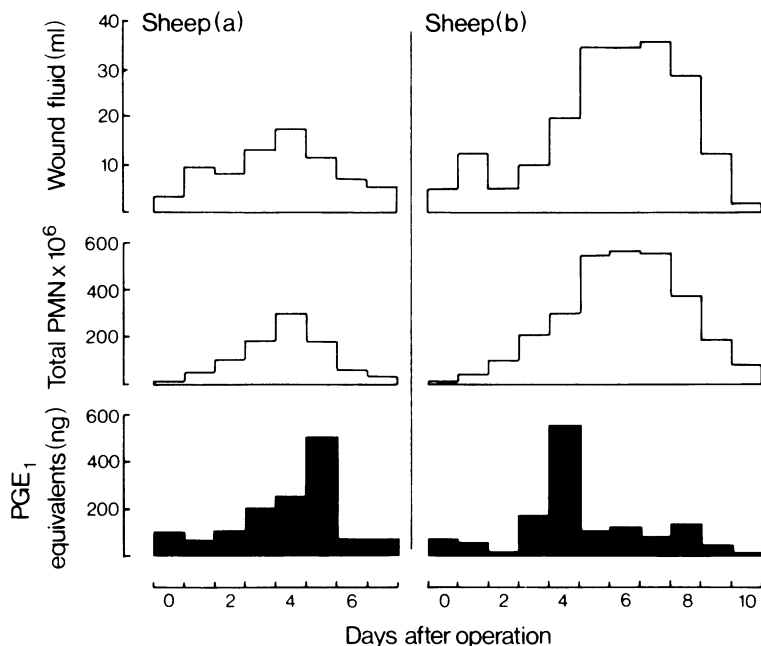 Sheep(a)
Sheep(b)
Wound fluid (ml)
40
30
20
10
Total PMN x 10⁶
600
400
200
PGE₁
equivalents (ng)
600
400
200
0 2 4 6
0 2 4 6 8 10
Days after operation